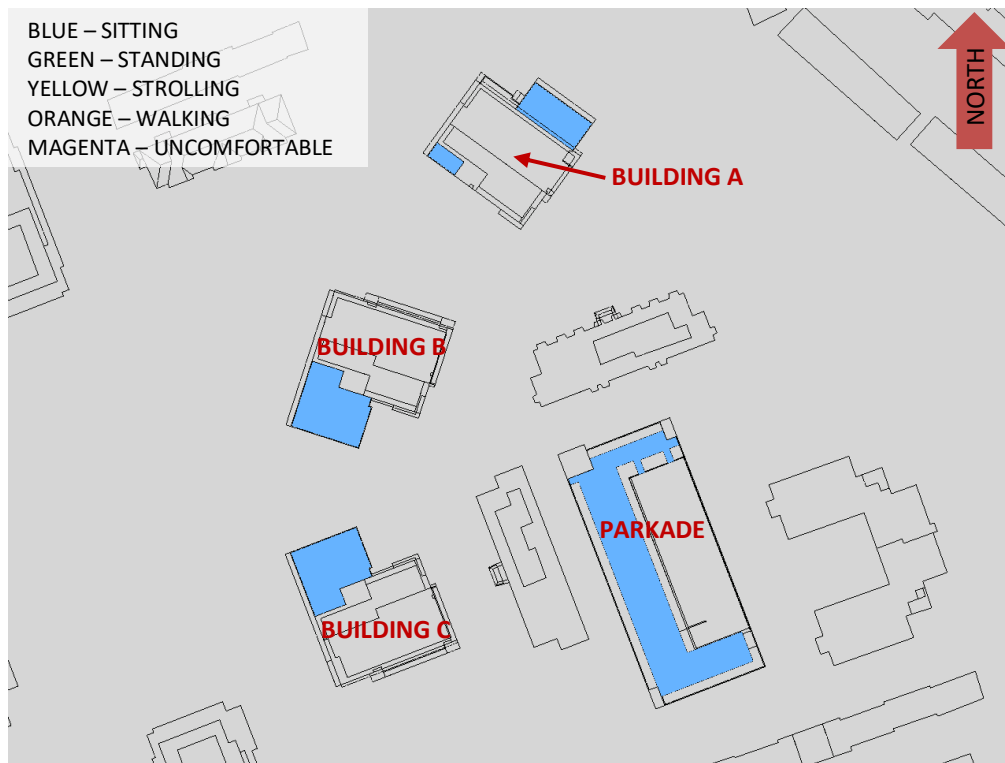 BLUE – SITTING
GREEN – STANDING
YELLOW – STROLLING
ORANGE – WALKING
MAGENTA – UNCOMFORTABLE
NORTH
BUILDING A
BUILDING B
PARKADE
BUILDING C